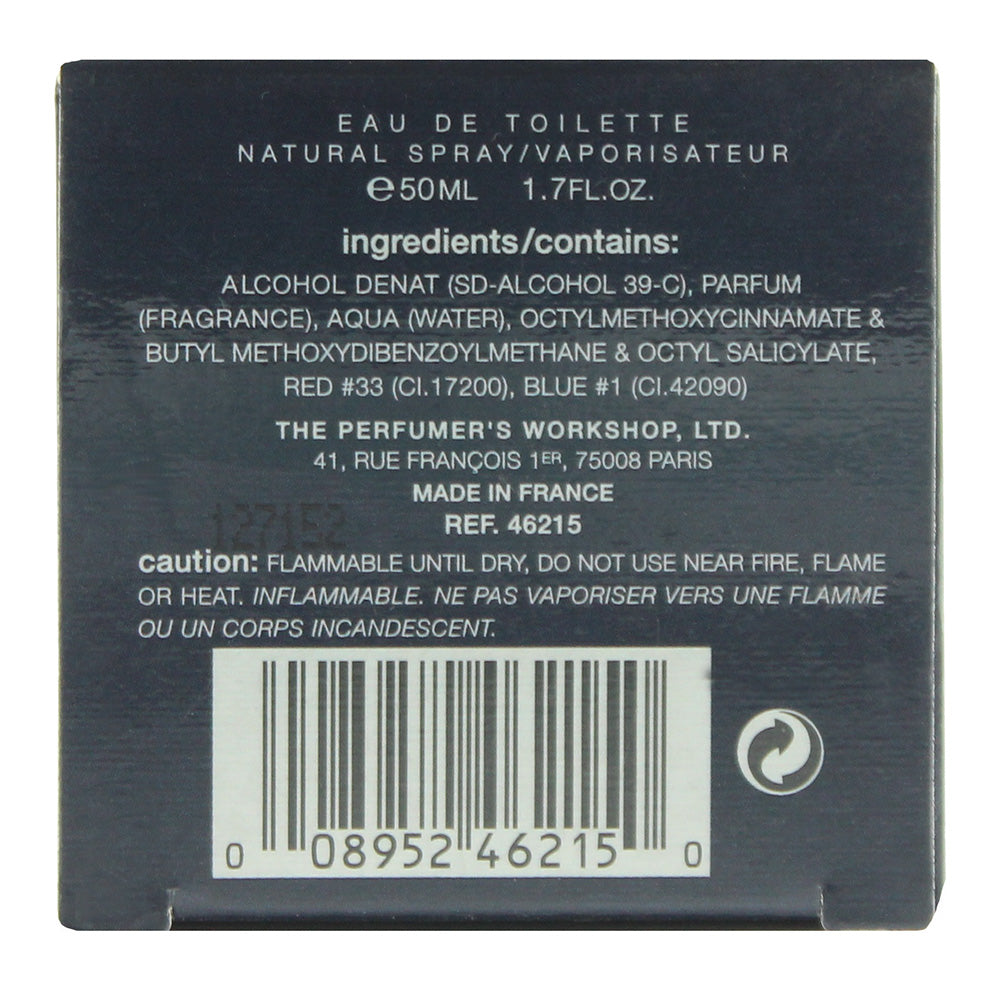 EAU DE TOILETTE
NATURAL SPRAY/VAPORISATEUR
℮50ML 1.7FL.OZ.
ingredients/contains:
ALCOHOL DENAT (SD-ALCOHOL 39-C), PARFUM
(FRAGRANCE), AQUA (WATER), OCTYLMETHOXYCINNAMATE &
BUTYL METHOXYDIBENZOYLMETHANE & OCTYL SALICYLATE,
RED #33 (CI.17200), BLUE #1 (CI.42090)
THE PERFUMER'S WORKSHOP, LTD.
41, RUE FRANÇOIS 1ER, 75008 PARIS
MADE IN FRANCE
REF. 46215
127152
caution: FLAMMABLE UNTIL DRY, DO NOT USE NEAR FIRE, FLAME
OR HEAT. INFLAMMABLE. NE PAS VAPORISER VERS UNE FLAMME
OU UN CORPS INCANDESCENT.
0 08952 46215 0